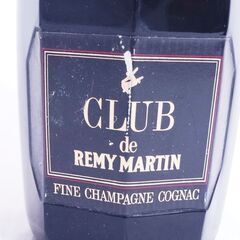 CLUB
de
REMY MARTIN
FINE CHAMPAGNE COGNAC